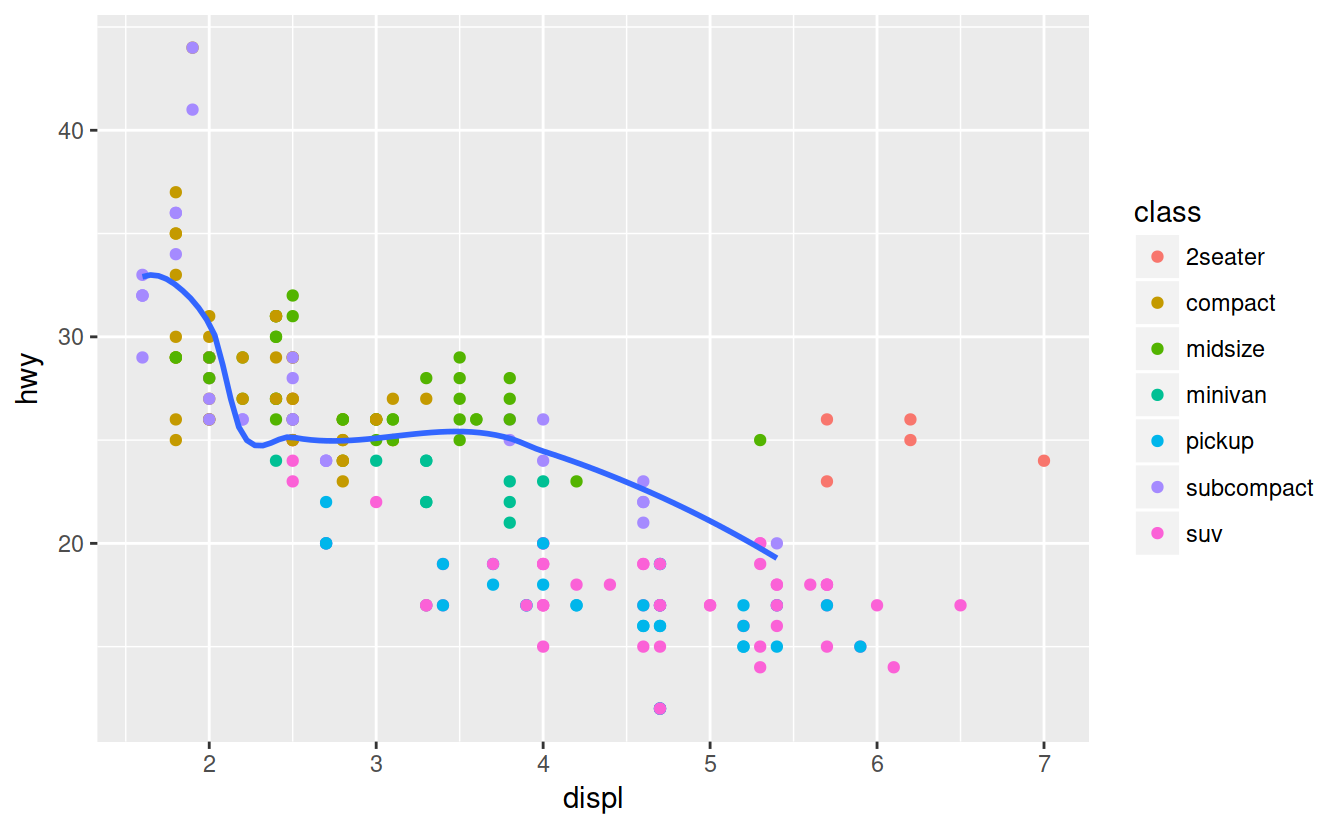 hwy
40
30
20
2
3
4
5
6
7
displ
class
2seater
compact
midsize
minivan
pickup
subcompact
suv